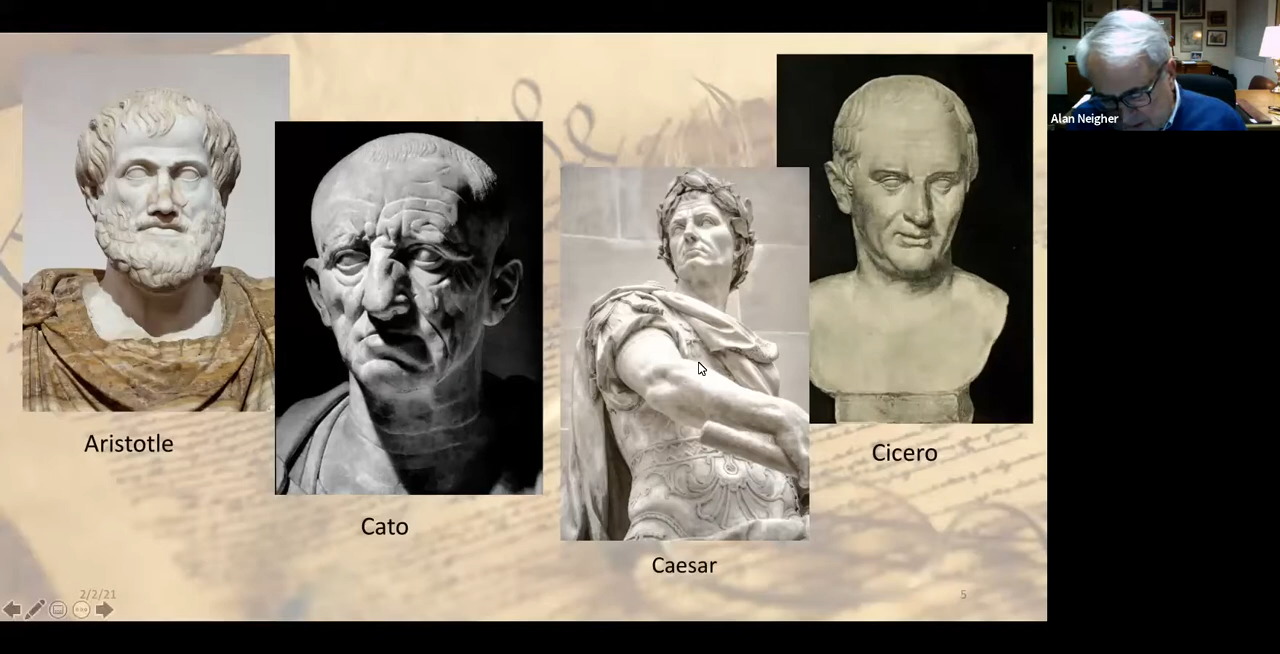 Alan Neigher
Aristotle
Cicero
Cato
Caesar
2/2/21
5